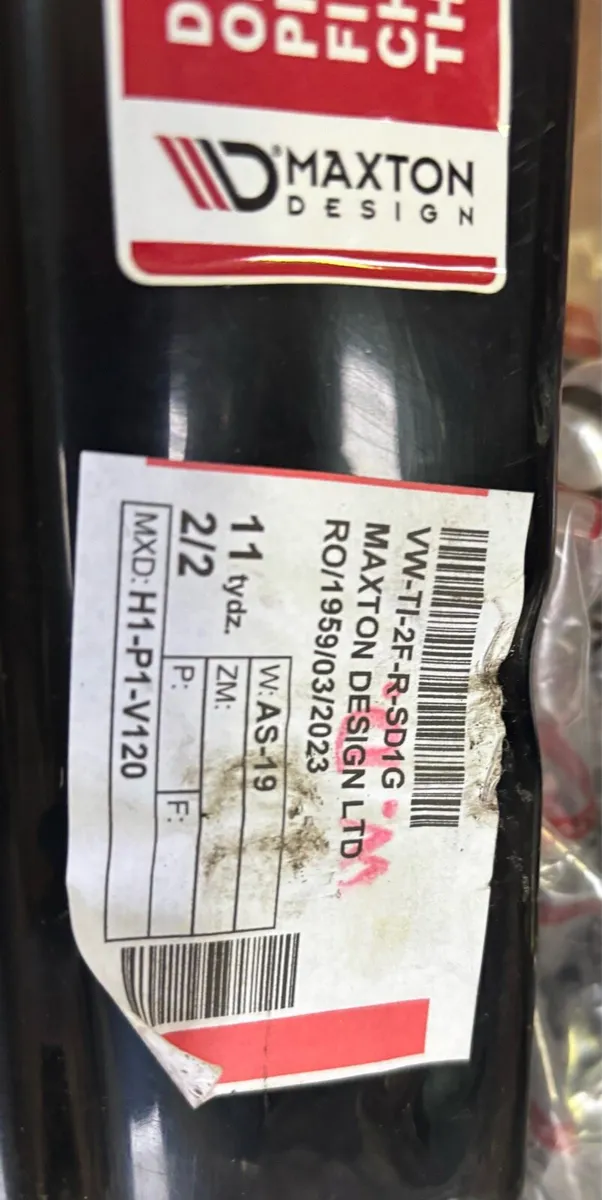 MAXTON
DESIGN
VW-TI-2F-R-SD1G
MAXTON DESIGN LTD
RO/1959/03/2023
11 tydz.
2/2
W: AS-19
ZM:
P:
F:
MXD: H1-P1-V120